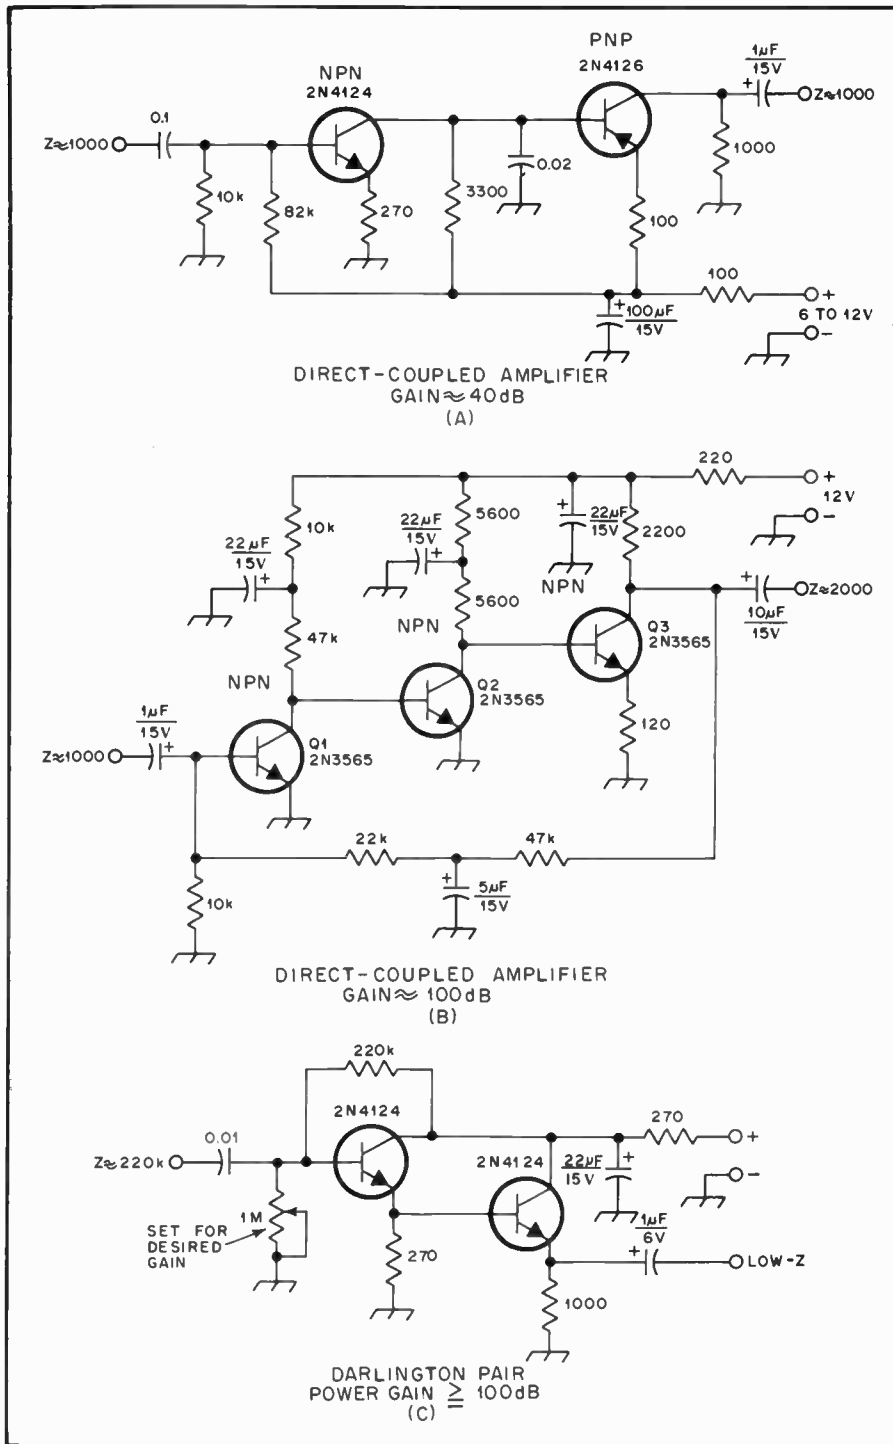 PNP
2N4126
NPN
2N4124
1µF
15V
+
Z≈1000
Z≈1000
0.1
10k
82k
270
3300
0.02
1000
100
100
+
6 TO 12V
-
+
100µF
15V
DIRECT-COUPLED AMPLIFIER
GAIN≈40dB
(A)
220
+
12V
-
10k
22µF
15V
+
5600
22µF
15V
+
5600
+
22µF
15V
2200
NPN
+
Z≈2000
10µF
15V
47k
NPN
Q3
2N3565
NPN
Q2
2N3565
120
1µF
15V
+
Z≈1000
Q1
2N3565
22k
47k
+
5µF
15V
10k
DIRECT-COUPLED AMPLIFIER
GAIN≈100dB
(B)
220k
2N4124
270
+
0.01
Z≈220k
2N4124
22µF
15V
+
-
1M
SET FOR
DESIRED
GAIN
1µF
6V
+
LOW-Z
270
1000
DARLINGTON PAIR
POWER GAIN ≧ 100dB
(C)